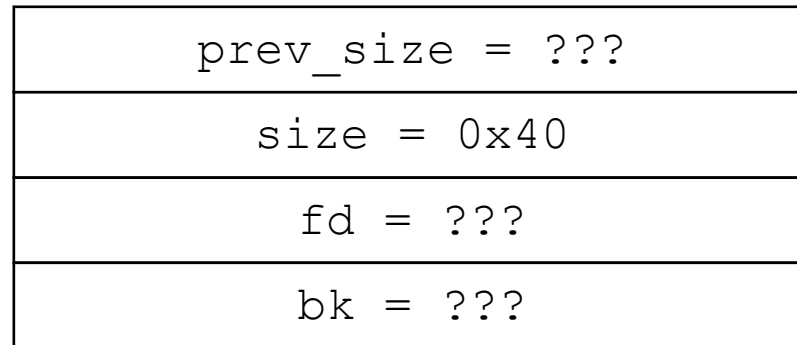 prev_size = ???
size = 0x40
fd = ???
bk = ???